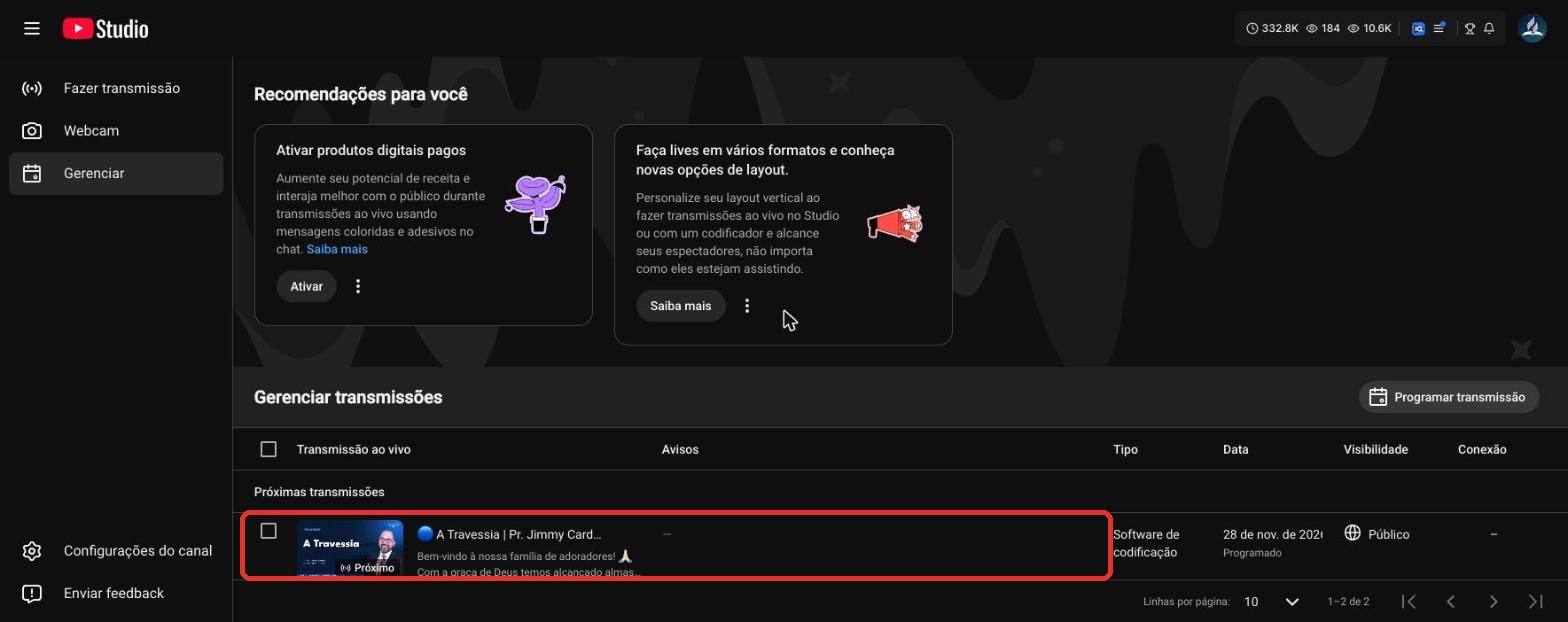 Studio
332.8K 184 10.6K
Fazer transmissão
Webcam
Gerenciar
Configurações do canal
Enviar feedback
Recomendações para você
Ativar produtos digitais pagos
Aumente seu potencial de receita e
interaja melhor com o público durante
transmissões ao vivo usando
mensagens coloridas e adesivos no
chat. Saiba mais
Ativar
Faça lives em vários formatos e conheça
novas opções de layout.
Personalize seu layout vertical ao
fazer transmissões ao vivo no Studio
ou com um codificador e alcance
seus espectadores, não importa
como eles estejam assistindo.
Saiba mais
Gerenciar transmissões
Programar transmissão
Transmissão ao vivo Avisos Tipo Data Visibilidade Conexão
Próximas transmissões
A Travessia
Próximo
🔵 A Travessia | Pr. Jimmy Card...
Bem-vindo à nossa família de adoradores! 🙏🏻
Com a graça de Deus temos alcançado almas...
–
Software de
codificação
28 de nov. de 202
Programado
Público
–
Linhas por página: 10 1–2 de 2